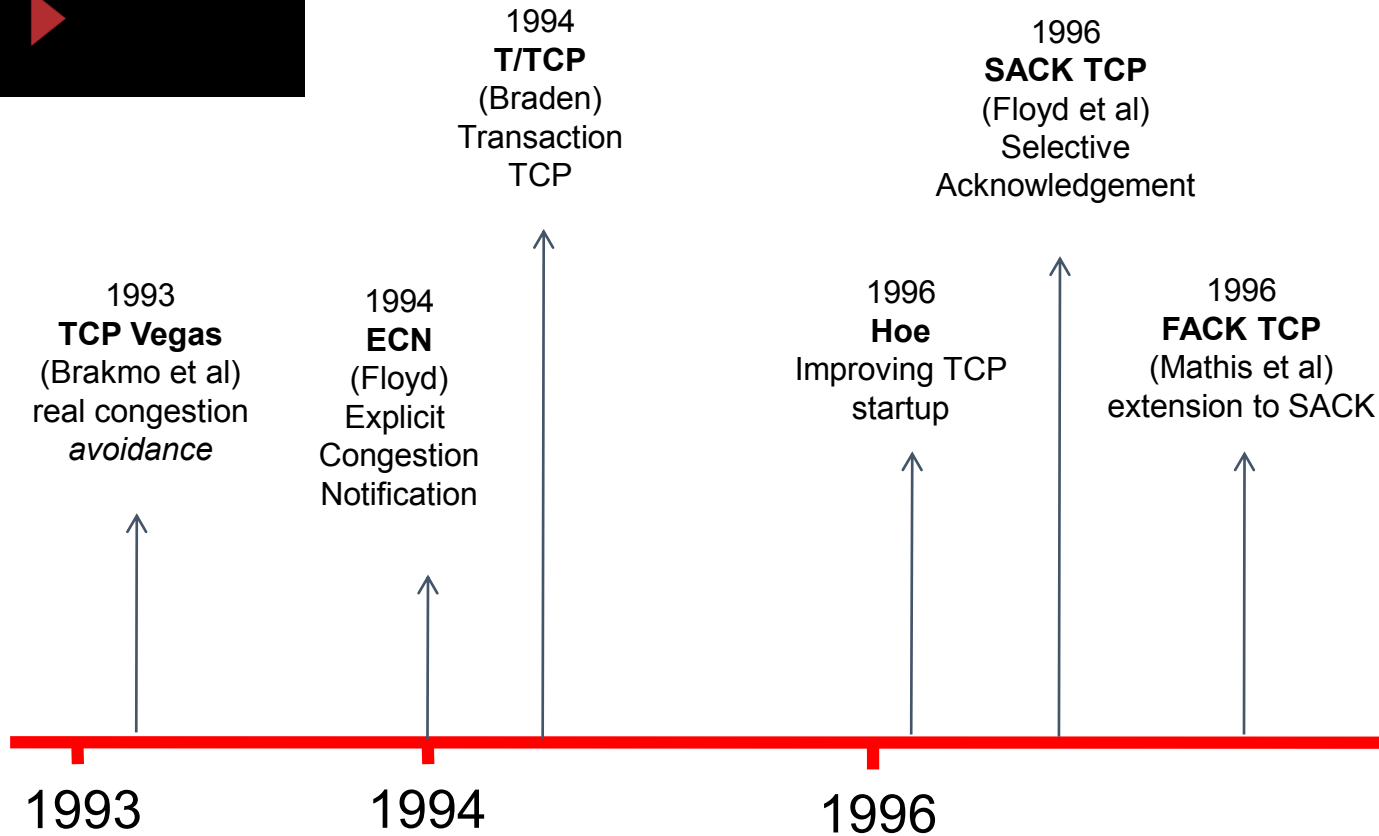 1994
T/TCP
(Braden)
Transaction
TCP
1996
SACK TCP
(Floyd et al)
Selective
Acknowledgement
1993
TCP Vegas
(Brakmo et al)
real congestion
avoidance
1994
ECN
(Floyd)
Explicit
Congestion
Notification
1996
Hoe
Improving TCP
startup
1996
FACK TCP
(Mathis et al)
extension to SACK
1993
1994
1996